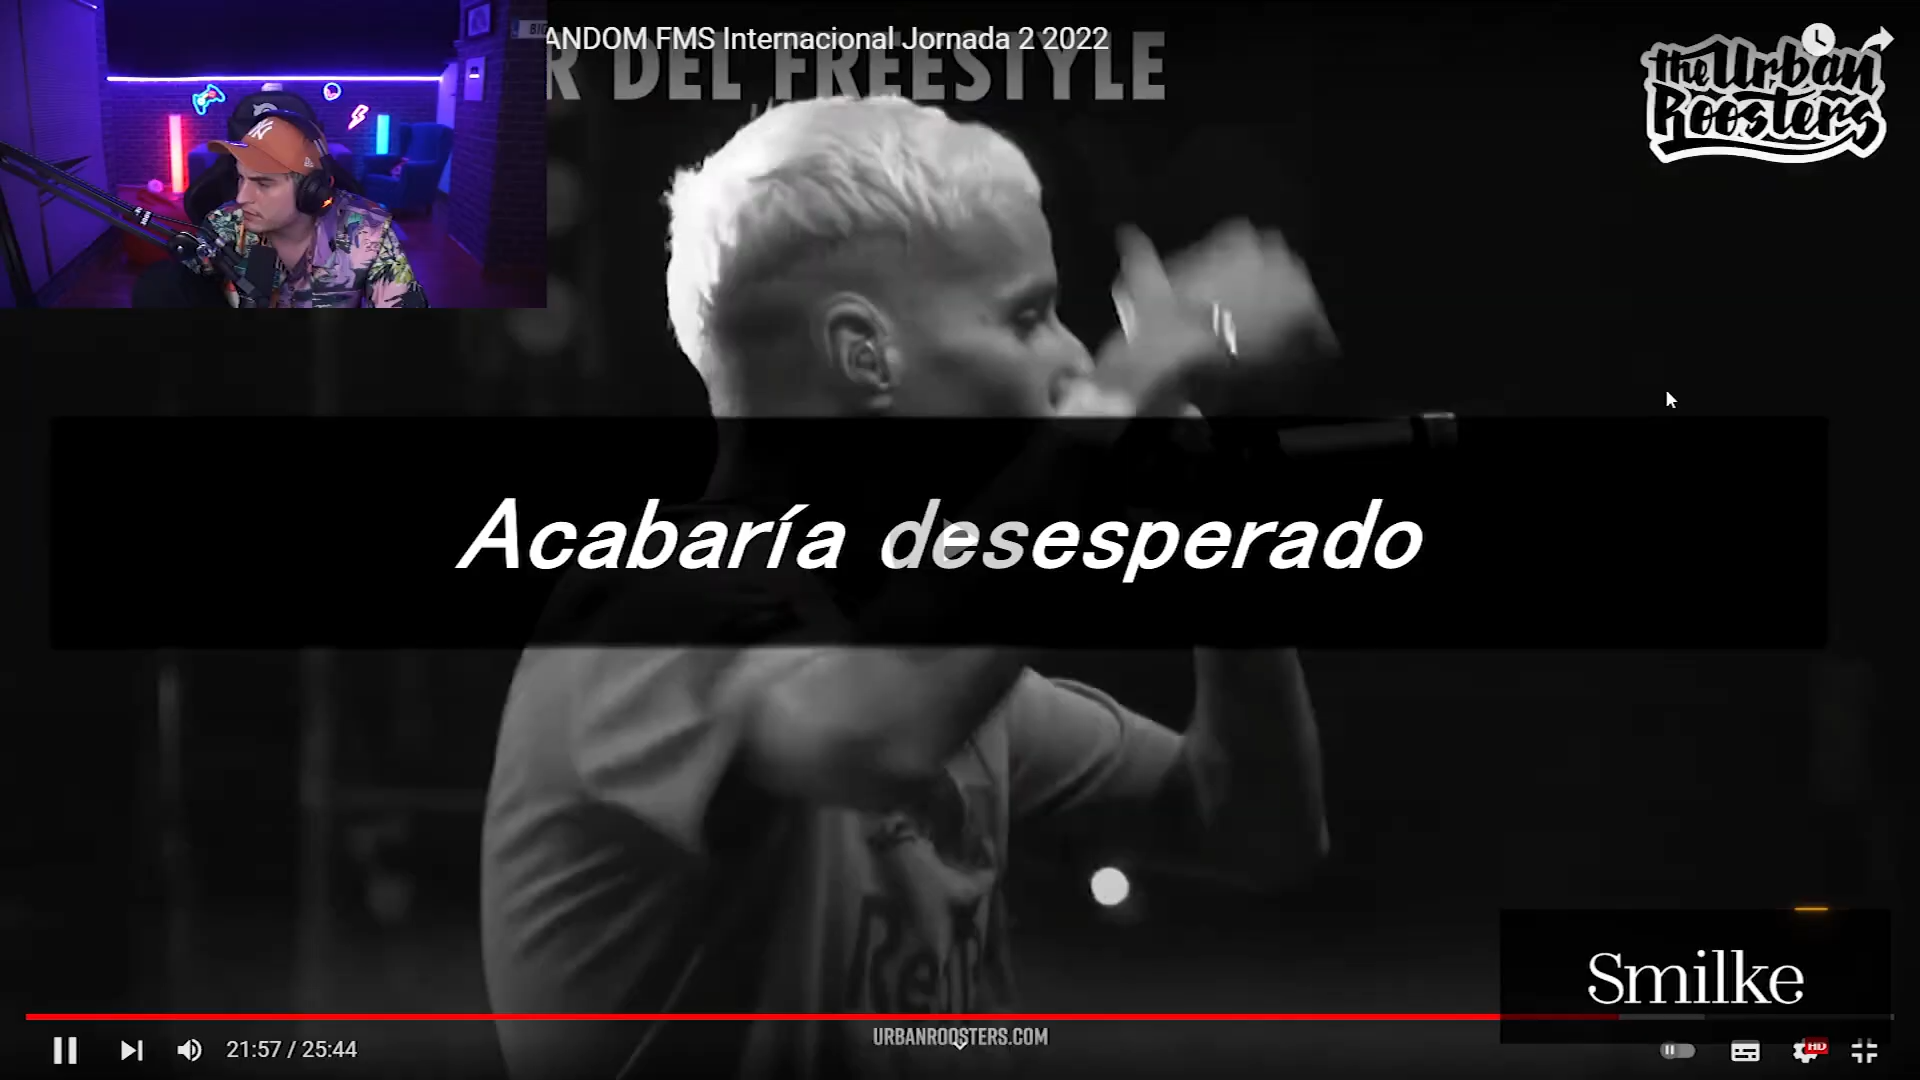 ANDOM FMS Internacional Jornada 2 2022
R DEL FREESTYLE
the Urban
Roosters
Acabaría desesperado
Smilke
URBANROOSTERS.COM
21:57 / 25:44
HD